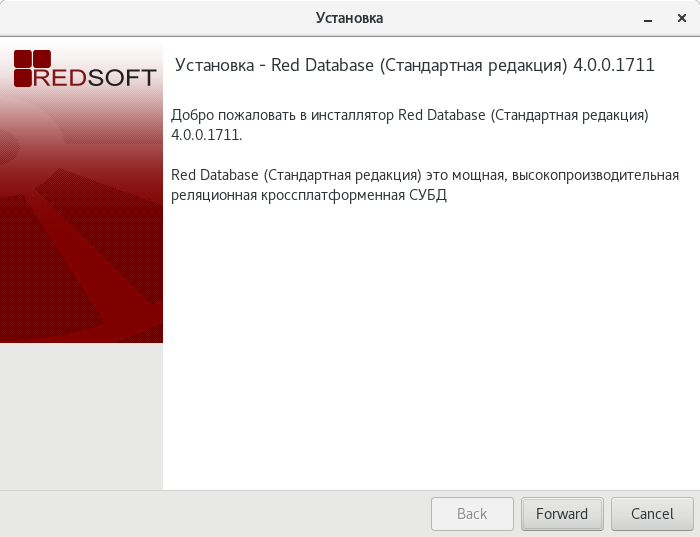 Установка
REDSOFT
Установка - Red Database (Стандартная редакция) 4.0.0.1711
Добро пожаловать в инсталлятор Red Database (Стандартная редакция)
4.0.0.1711.
Red Database (Стандартная редакция) это мощная, высокопроизводительная
реляционная кроссплатформенная СУБД
Back
Forward
Cancel